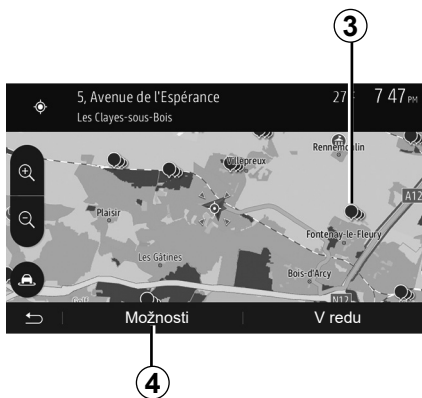 3
5, Avenue de l'Espérance
27°
7 47 PM
Les Clayes-sous-Bois
Rennemoulin
Villepreux
A12
Plaisir
Fontenay-le-Fleury
Les Gâtines
Bois-d'Arcy
N12
Možnosti
V redu
4